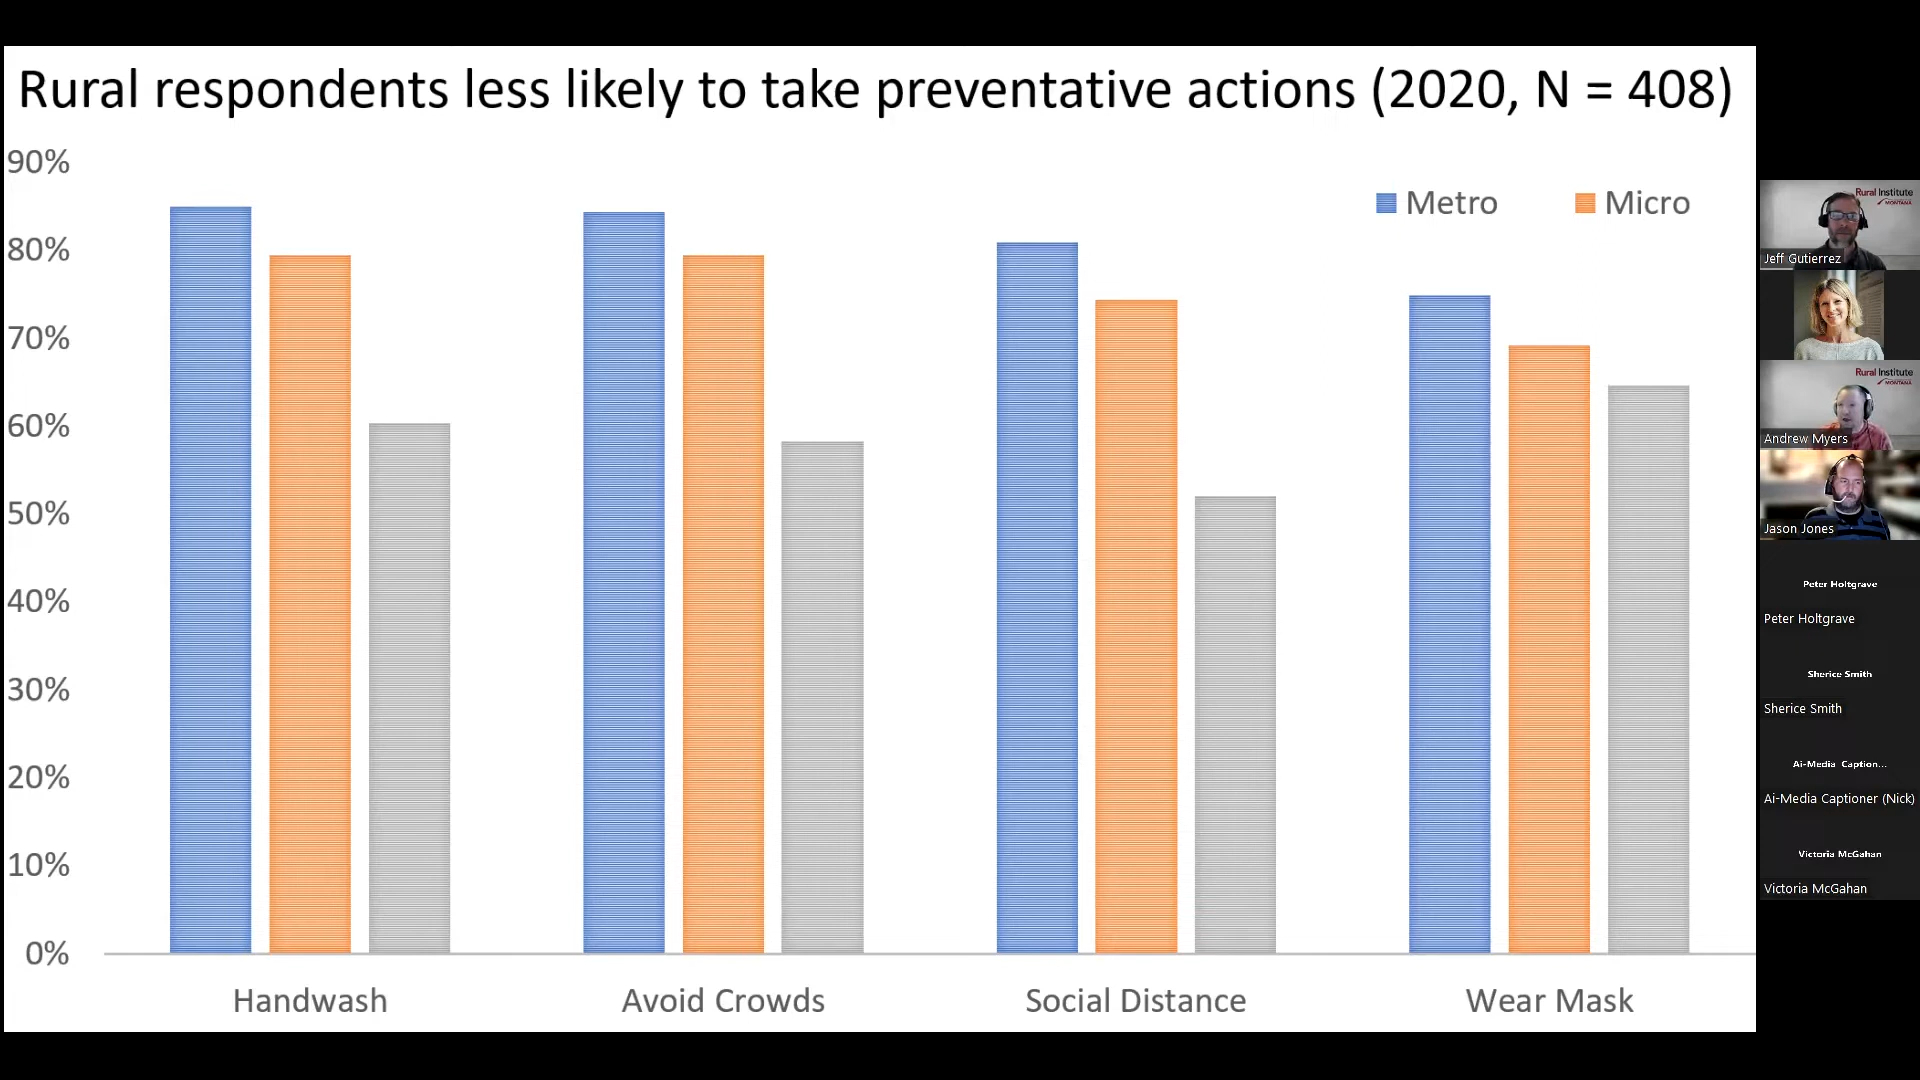 Rural respondents less likely to take preventative actions (2020, N = 408)
90%
80%
70%
60%
50%
40%
30%
20%
10%
0%
Metro
Micro
Handwash
Avoid Crowds
Social Distance
Wear Mask
Rural Institute
MONTANA
Jeff Gutierrez
Rural Institute
MONTANA
Andrew Myers
Jason Jones
Peter Holtgrave
Peter Holtgrave
Sherice Smith
Sherice Smith
Ai-Media Caption...
Ai-Media Captioner (Nick)
Victoria McGahan
Victoria McGahan